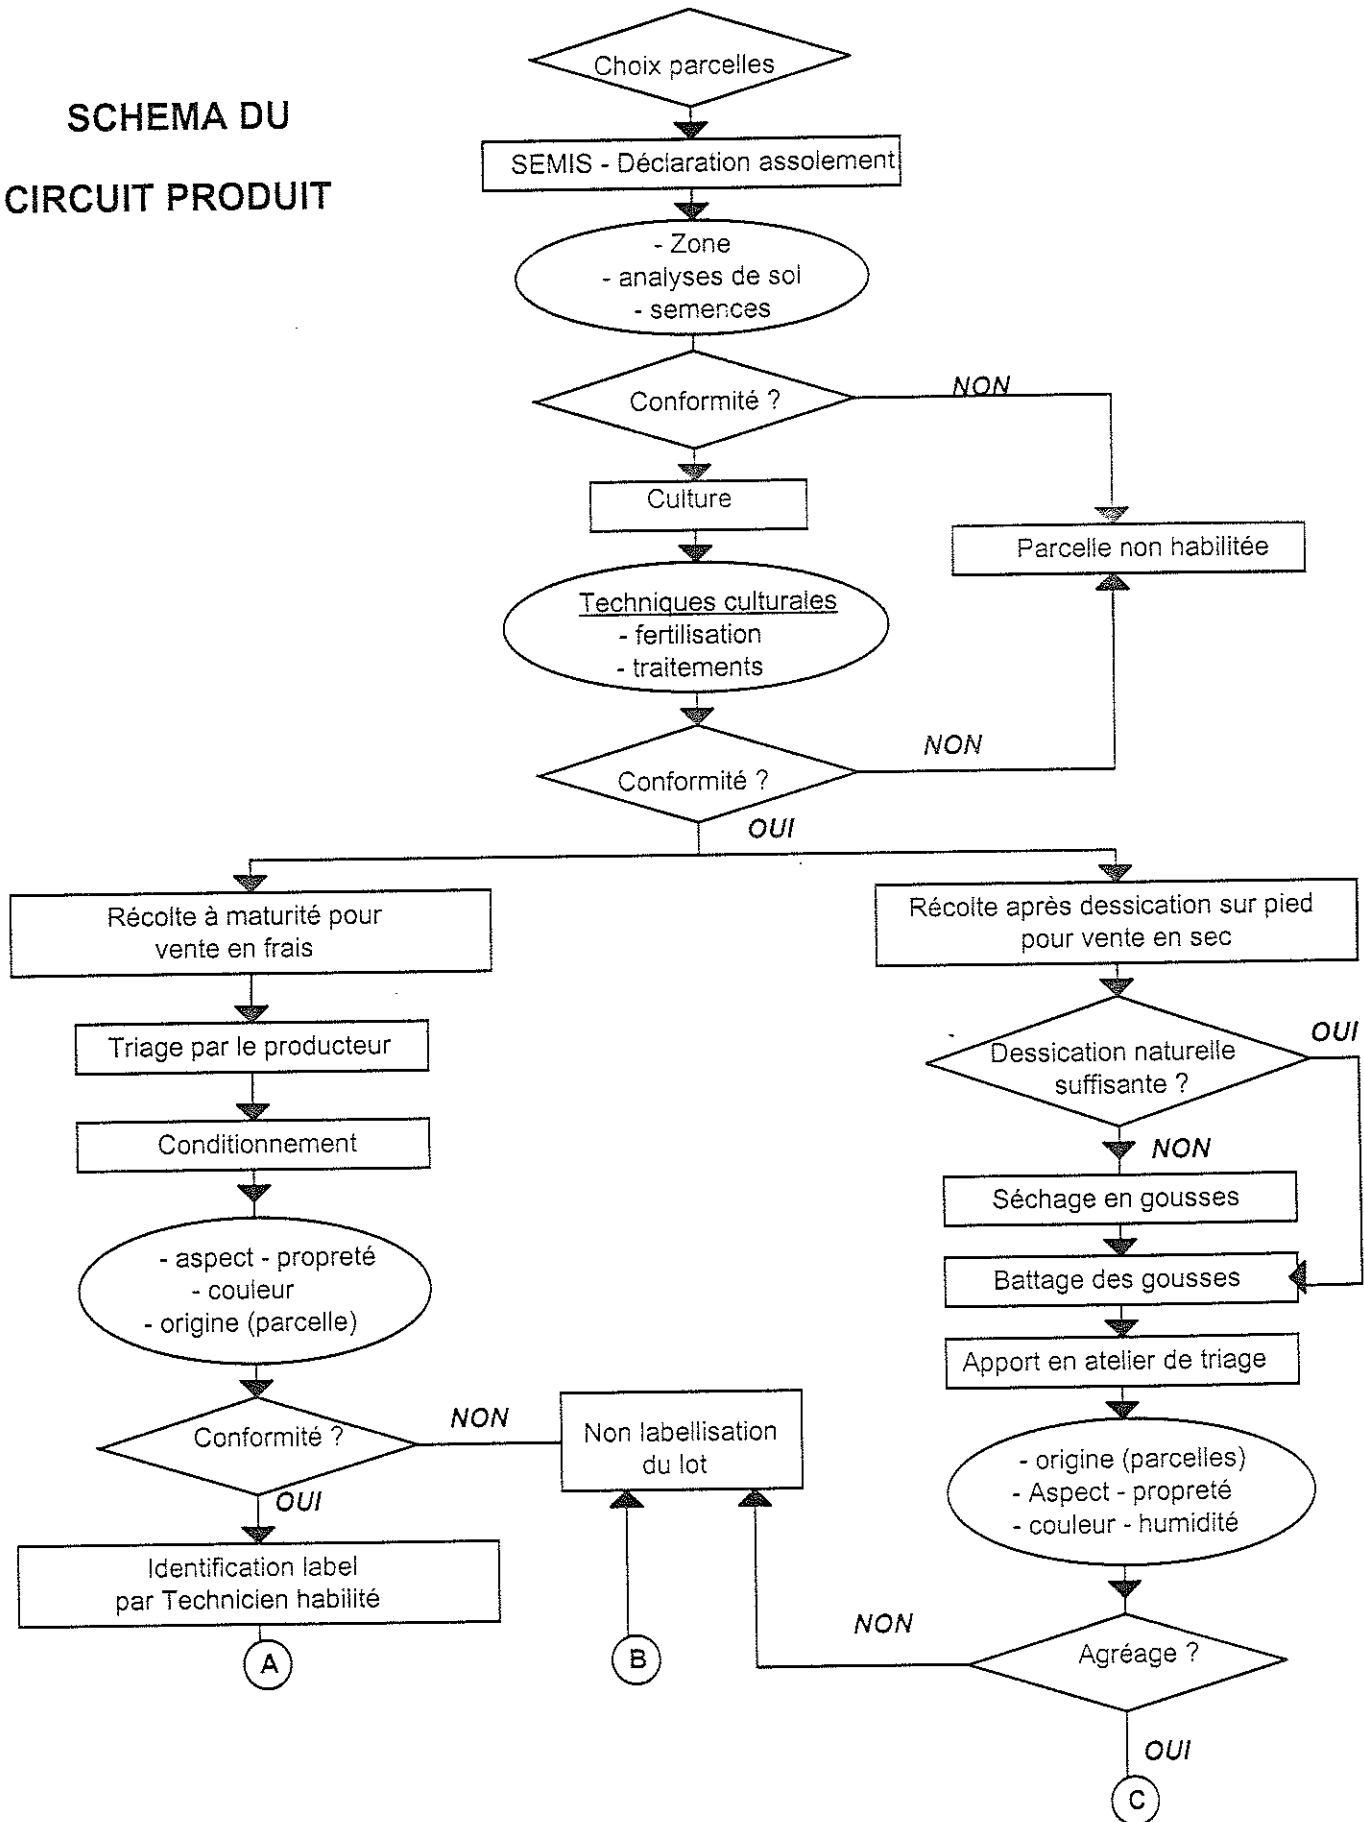 SCHEMA DU
CIRCUIT PRODUIT
Choix parcelles
SEMIS - Déclaration assolement
- Zone
- analyses de sol
- semences
Conformité ?
NON
Culture
Parcelle non habilitée
Techniques culturales
- fertilisation
- traitements
Conformité ?
NON
OUI
Récolte à maturité pour
vente en frais
Triage par le producteur
Conditionnement
- aspect - propreté
- couleur
- origine (parcelle)
Conformité ?
NON
Non labellisation
du lot
OUI
Identification label
par Technicien habilité
A
B
Récolte après dessication sur pied
pour vente en sec
Dessication naturelle
suffisante ?
OUI
NON
Séchage en gousses
Battage des gousses
Apport en atelier de triage
- origine (parcelles)
- Aspect - propreté
- couleur - humidité
Agréage ?
NON
OUI
C